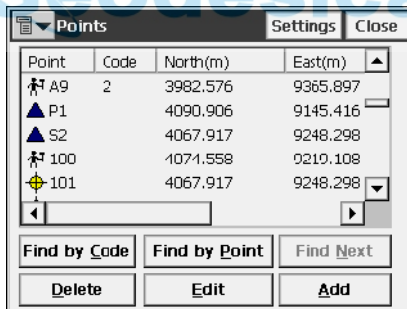 Points Settings Close
Point Code North(m) East(m)
A9 2 3982.576 9365.897
P1 4090.906 9145.416
S2 4067.917 9248.298
100 4071.558 9219.108
101 4067.917 9248.298
Find by Code Find by Point Find Next
Delete Edit Add